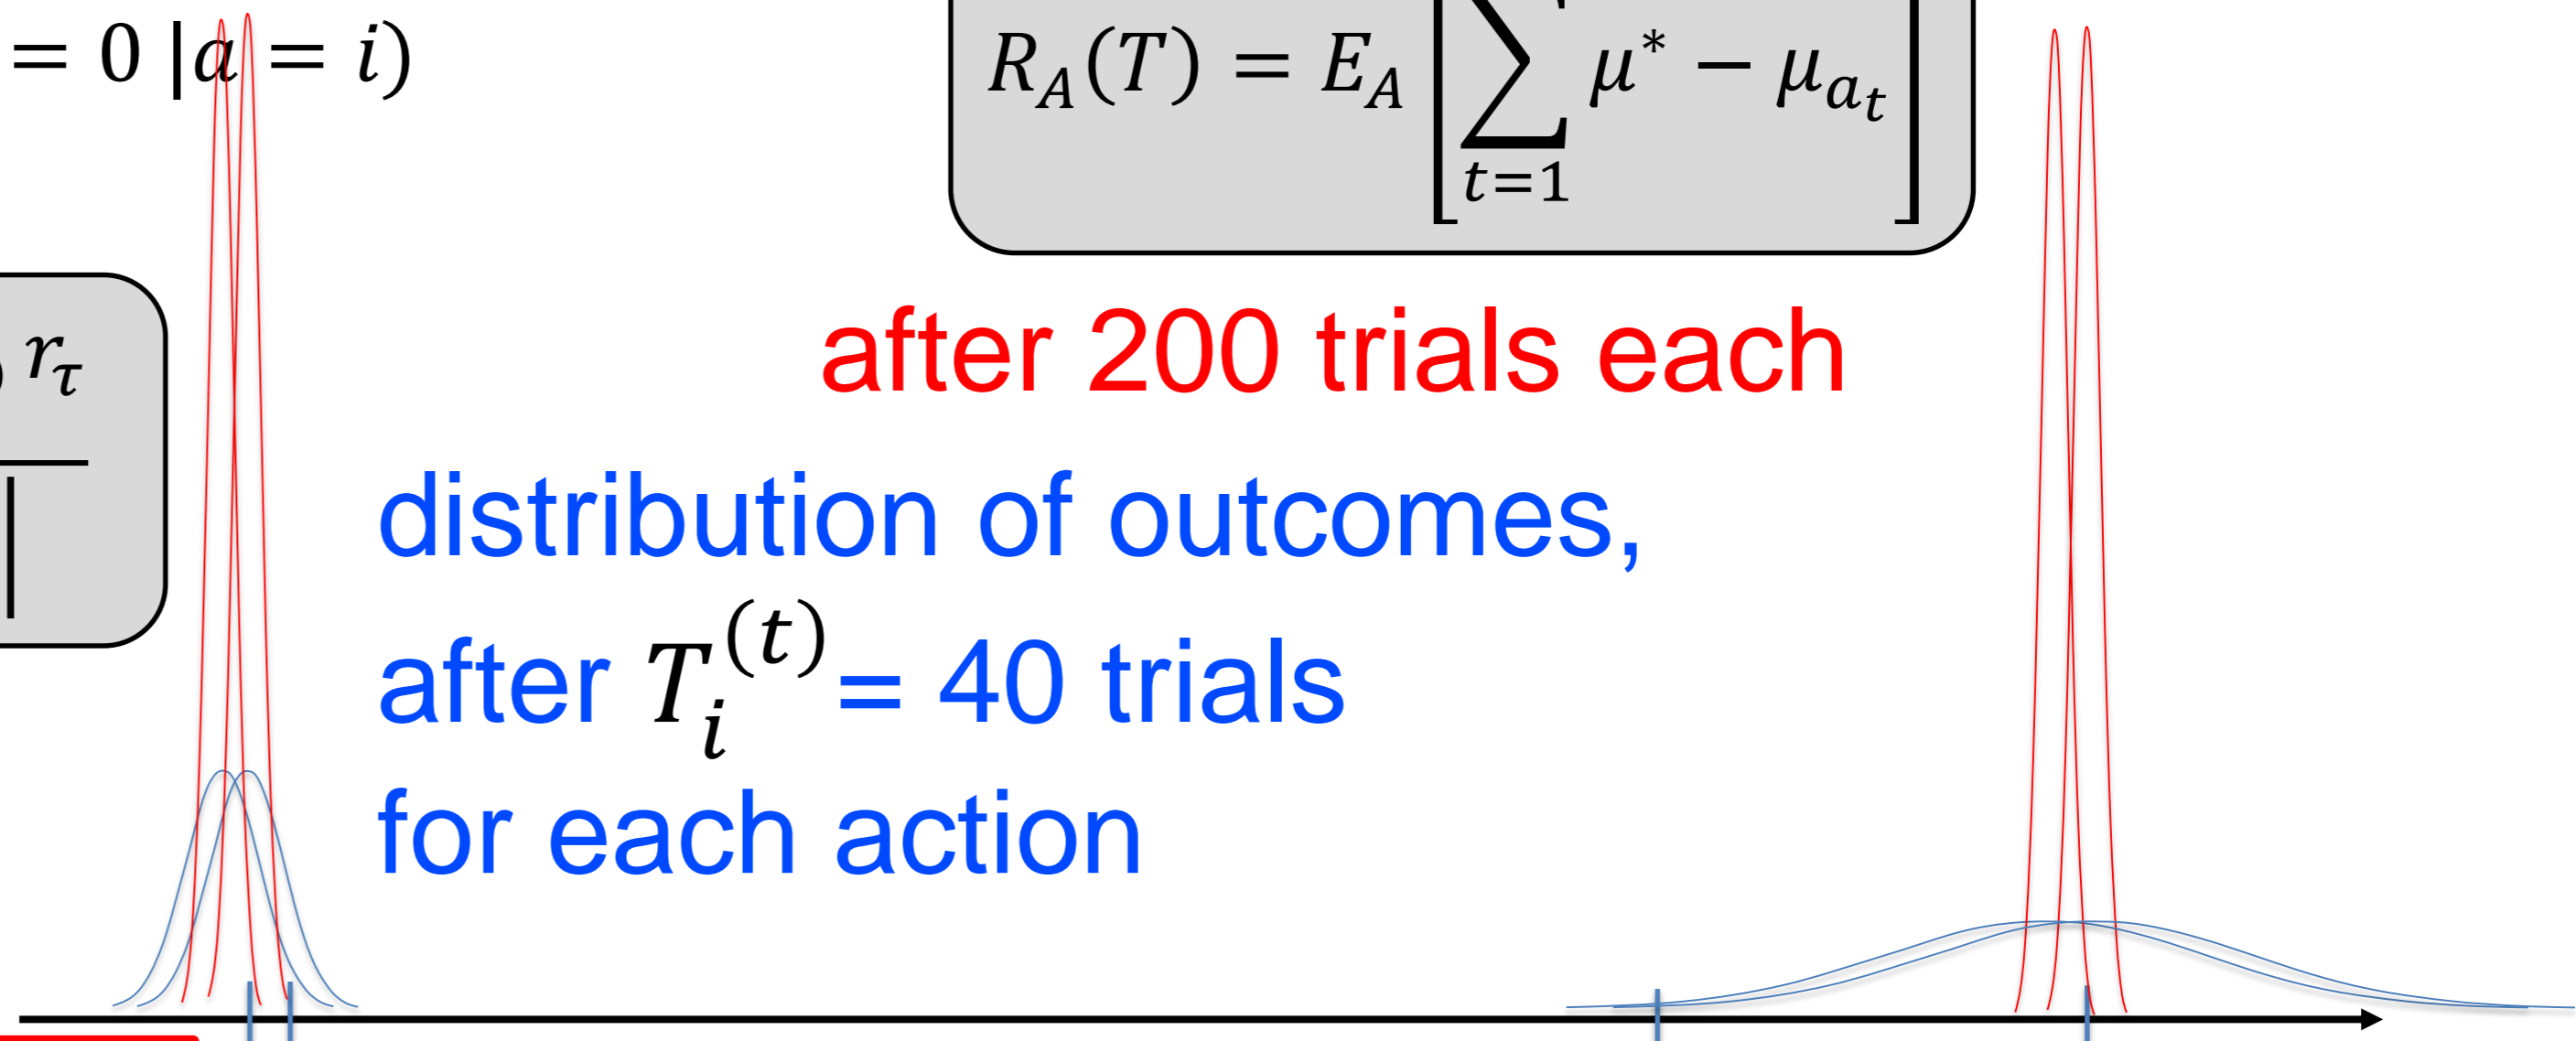 = 0 |a = i)
R_A(T) = E_A [∑_{t=1} μ* − μ_{a_t}]
r_τ
after 200 trials each
distribution of outcomes,
after T_i^{(t)} = 40 trials
for each action